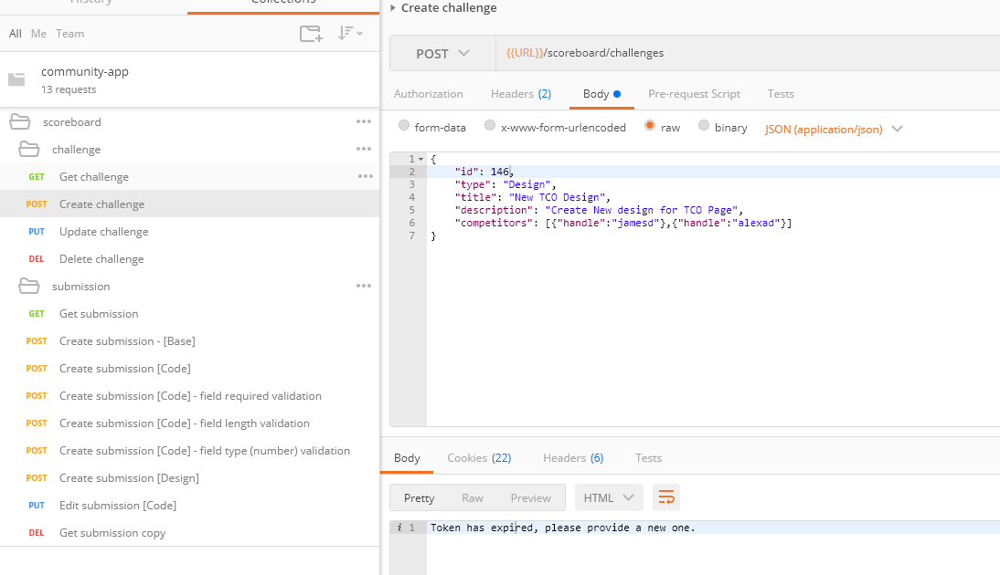 History
Collections
All Me Team
community-app
13 requests
scoreboard
challenge
GET Get challenge
POST Create challenge
PUT Update challenge
DEL Delete challenge
submission
GET Get submission
POST Create submission - [Base]
POST Create submission [Code]
POST Create submission [Code] - field required validation
POST Create submission [Code] - field length validation
POST Create submission [Code] - field type (number) validation
POST Create submission [Design]
PUT Edit submission [Code]
DEL Get submission copy
Create challenge
POST {{URL}}/scoreboard/challenges
Authorization Headers (2) Body Pre-request Script Tests
form-data x-www-form-urlencoded raw binary JSON (application/json)
1 {
2 "id": 146,
3 "type": "Design",
4 "title": "New TCO Design",
5 "description": "Create New design for TCO Page",
6 "competitors": [{"handle":"jamesd"},{"handle":"alexad"}]
7 }
Body Cookies (22) Headers (6) Tests
Pretty Raw Preview HTML
i 1 Token has expired, please provide a new one.